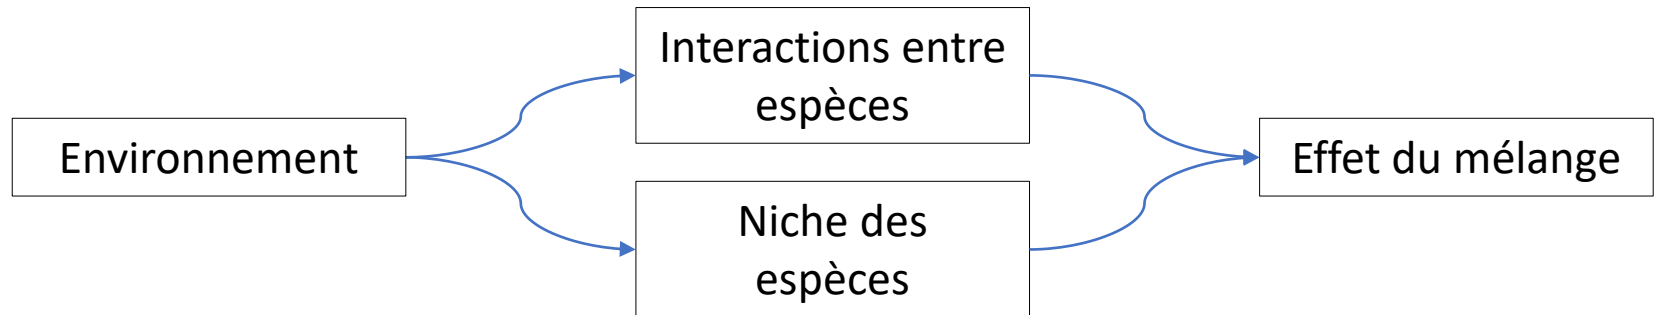 Environnement
Interactions entre
espèces
Niche des
espèces
Effet du mélange